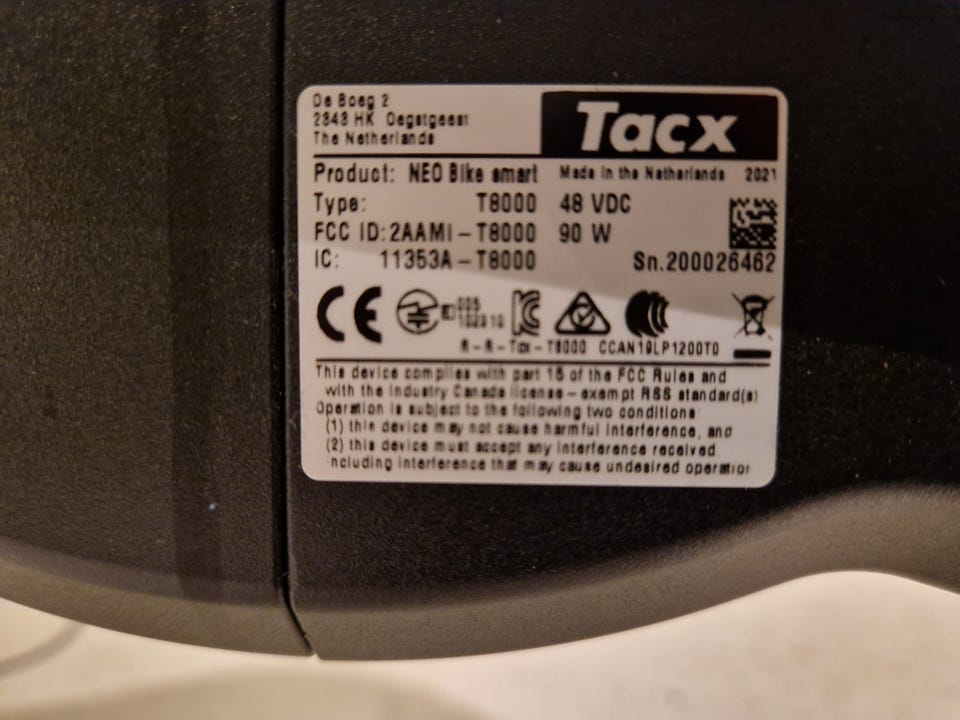 De Boeg 2
2343 HK Oegstgeest
The Netherlands
Tacx
Product: NEO Bike smart
Made in the Netherlands 2021
Type: T8000
48 VDC
FCC ID: 2AAMI-T8000
90 W
IC: 11353A-T8000
Sn.200026462
CE
R-R-Tcx-T8000 CCAN19LP1200T0
This device complies with part 15 of the FCC Rules and
with the Industry Canada license-exempt RSS standard(s)
Operation is subject to the following two conditions:
(1) this device may not cause harmful interference, and
(2) this device must accept any interference received
ncluding interference that may cause undesired operation